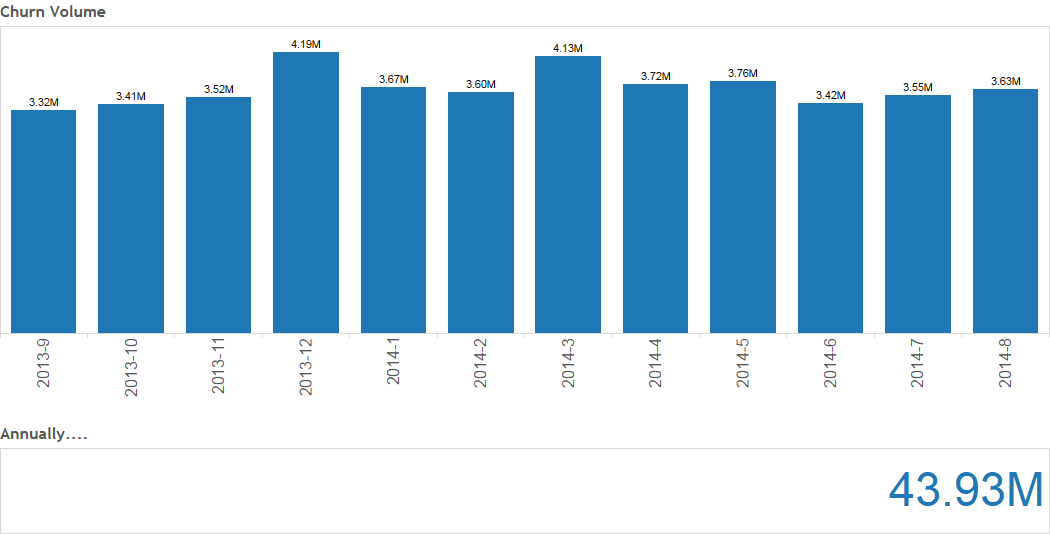 Churn Volume
4.19M
4.13M
3.76M
3.72M
3.67M
3.60M
3.63M
3.52M
3.55M
3.41M
3.42M
3.32M
2013-9
2013-10
2013-11
2013-12
2014-1
2014-2
2014-3
2014-4
2014-5
2014-6
2014-7
2014-8
Annually....
43.93M